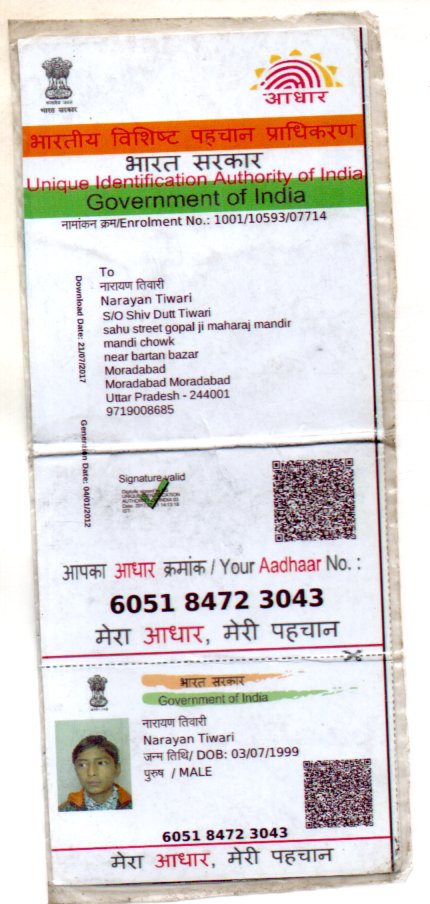 भारत सरकार
आधार
भारतीय विशिष्ट पहचान प्राधिकरण
भारत सरकार
Unique Identification Authority of India
Government of India
नामांकन क्रम/Enrolment No.: 1001/10593/07714
To
नारायण तिवारी
Narayan Tiwari
S/O Shiv Dutt Tiwari
sahu street gopal ji maharaj mandir
mandi chowk
near bartan bazar
Moradabad
Moradabad Moradabad
Uttar Pradesh - 244001
9719008685
Download Date: 21/07/2017
Generation Date: 04/01/2012
Signature valid
आपका आधार क्रमांक / Your Aadhaar No. :
6051 8472 3043
मेरा आधार, मेरी पहचान
भारत सरकार
Government of India
नारायण तिवारी
Narayan Tiwari
जन्म तिथि/ DOB: 03/07/1999
पुरुष / MALE
6051 8472 3043
मेरा आधार, मेरी पहचान